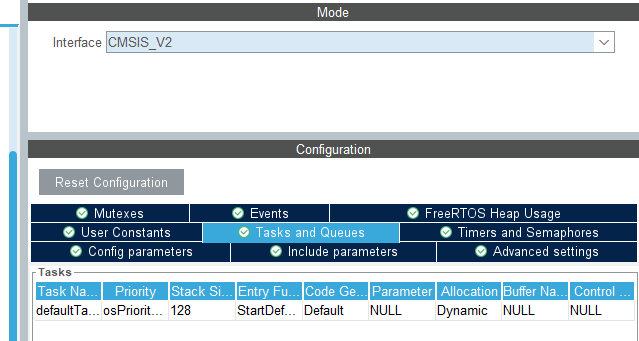 Mode
Interface CMSIS_V2
Configuration
Reset Configuration
Mutexes Events FreeRTOS Heap Usage
User Constants Tasks and Queues Timers and Semaphores
Config parameters Include parameters Advanced settings
Tasks
Task Na... Priority Stack Si... Entry Fu... Code Ge... Parameter Allocation Buffer Na... Control ...
defaultTa... osPriorit... 128 StartDef... Default NULL Dynamic NULL NULL